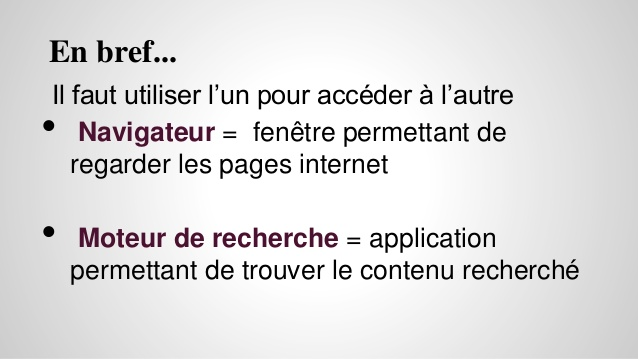 En bref...
Il faut utiliser l’un pour accéder à l’autre
• Navigateur = fenêtre permettant de
regarder les pages internet
• Moteur de recherche = application
permettant de trouver le contenu recherché